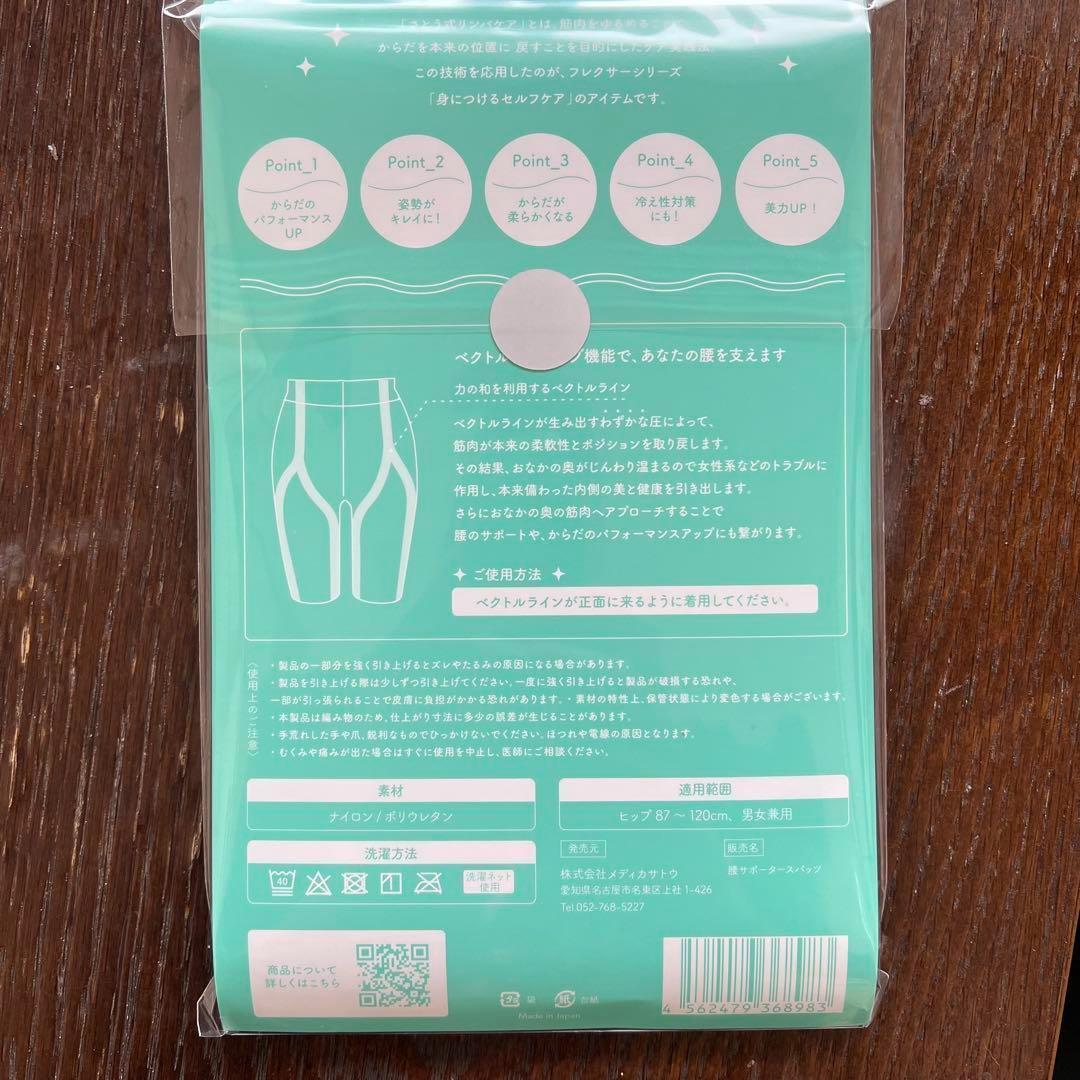 「さとう式リンパケア」とは、筋肉をゆるめることで
からだを本来の位置に 戻すことを目的にしたケア実践法。
この技術を応用したのが、フレクサーシリーズ
「身につけるセルフケア」のアイテムです。
Point_1
からだの
パフォーマンス
UP
Point_2
姿勢が
キレイに！
Point_3
からだが
柔らかくなる
Point_4
冷え性対策
にも！
Point_5
美力UP！
ベクトル 機能で、あなたの腰を支えます
力の和を利用するベクトルライン
ベクトルラインが生み出すわずかな圧によって、
筋肉が本来の柔軟性とポジションを取り戻します。
その結果、おなかの奥がじんわり温まるので女性系などのトラブルに
作用し、本来備わった内側の美と健康を引き出します。
さらにおなかの奥の筋肉へアプローチすることで
腰のサポートや、からだのパフォーマンスアップにも繋がります。
ご使用方法
ベクトルラインが正面に来るように着用してください。
〈使用上のご注意〉
・製品の一部分を強く引き上げるとズレやたるみの原因になる場合があります。
・製品を引き上げる際は少しずつ引き上げてください。一度に強く引き上げると製品が破損する恐れや、
一部が引っ張られることで皮膚に負担がかかる恐れがあります。・素材の特性上、保管状態により変色する場合がございます。
・本製品は編み物のため、仕上がり寸法に多少の誤差が生じることがあります。
・手荒れした手や爪、鋭利なものでひっかけないでください。ほつれや電線の原因となります。
・むくみや痛みが出た場合はすぐに使用を中止し、医師にご相談ください。
素材
ナイロン / ポリウレタン
洗濯方法
40
洗濯ネット
使用
適用範囲
ヒップ 87 〜 120cm、男女兼用
発売元
株式会社メディカサトウ
愛知県名古屋市名東区上社 1-426
Tel.052-768-5227
販売名
腰サポータースパッツ
商品について
詳しくはこちら
プラ 袋
紙 台紙
Made in Japan
4 562479 368983